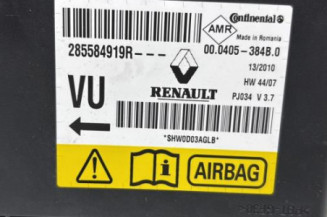 Continental
AMR
Made in Romania
285584919R---
00.0405-384B.0
13/2010
HW 44/07
PJ034 V 3.7
VU
RENAULT
*SHW0D03AGLB*
i
AIRBAG